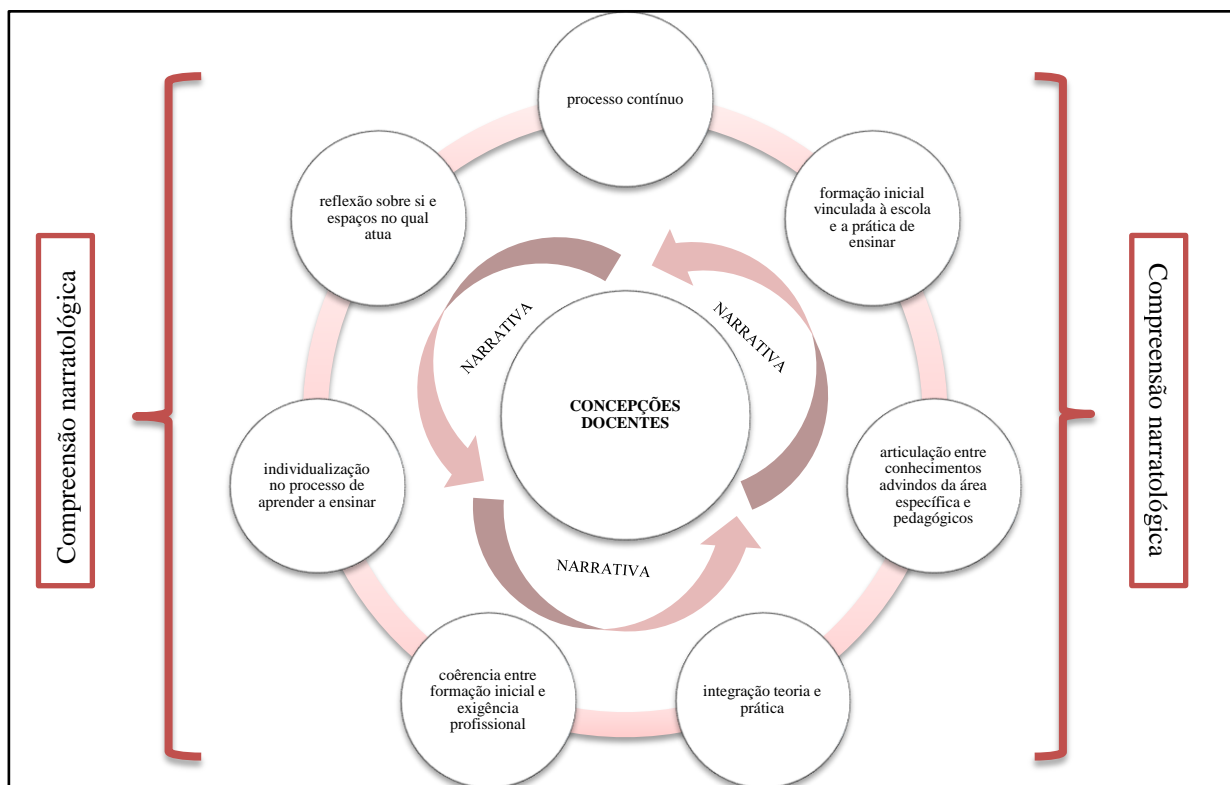 processo contínuo
formação inicial
vinculada à escola
e a prática de
ensinar
articulação entre
conhecimentos
advindos da área
específica e
pedagógicos
integração teoria e
prática
coêrencia entre
formação inicial e
exigência
profissional
individualização
no processo de
aprender a ensinar
reflexão sobre si e
espaços no qual
atua
NARRATIVA
NARRATIVA
NARRATIVA
CONCEPÇÕES
DOCENTES
Compreensão narratológica
Compreensão narratológica